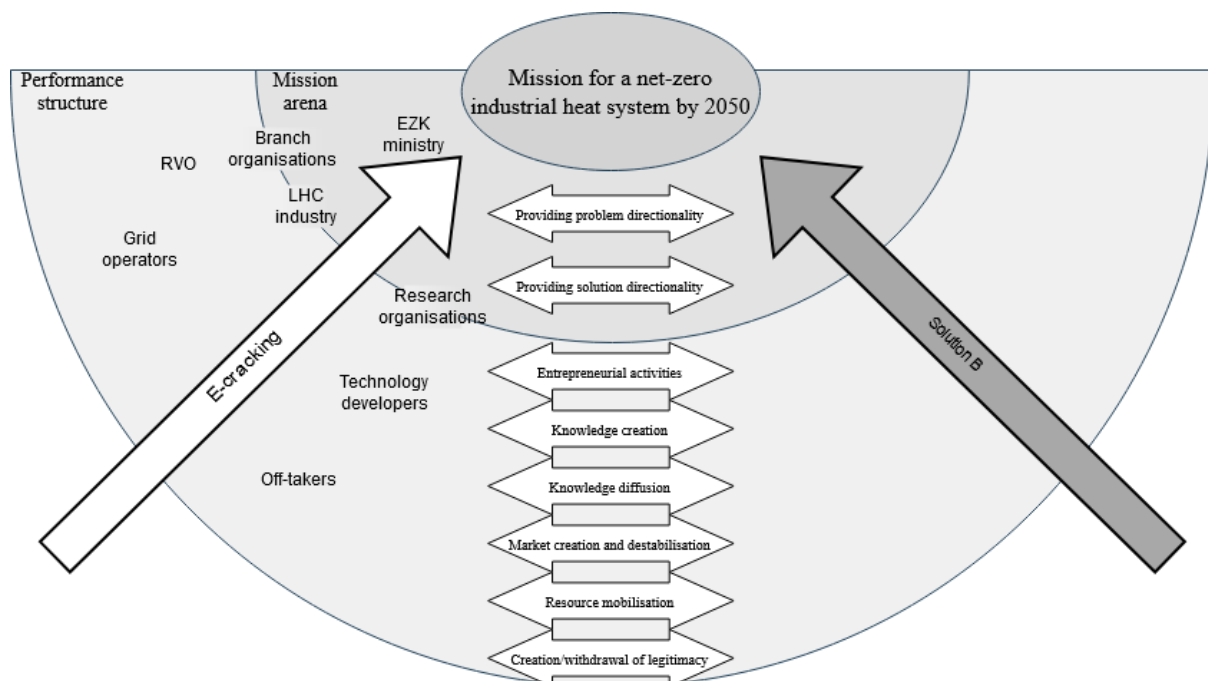 Mission for a net-zero
industrial heat system by 2050
Performance
structure
Mission
arena
EZK
ministry
Branch
organisations
RVO
LHC
industry
Grid
operators
Research
organisations
Technology
developers
Off-takers
E-cracking
Solution B
Providing problem directionality
Providing solution directionality
Entrepreneurial activities
Knowledge creation
Knowledge diffusion
Market creation and destabilisation
Resource mobilisation
Creation/withdrawal of legitimacy